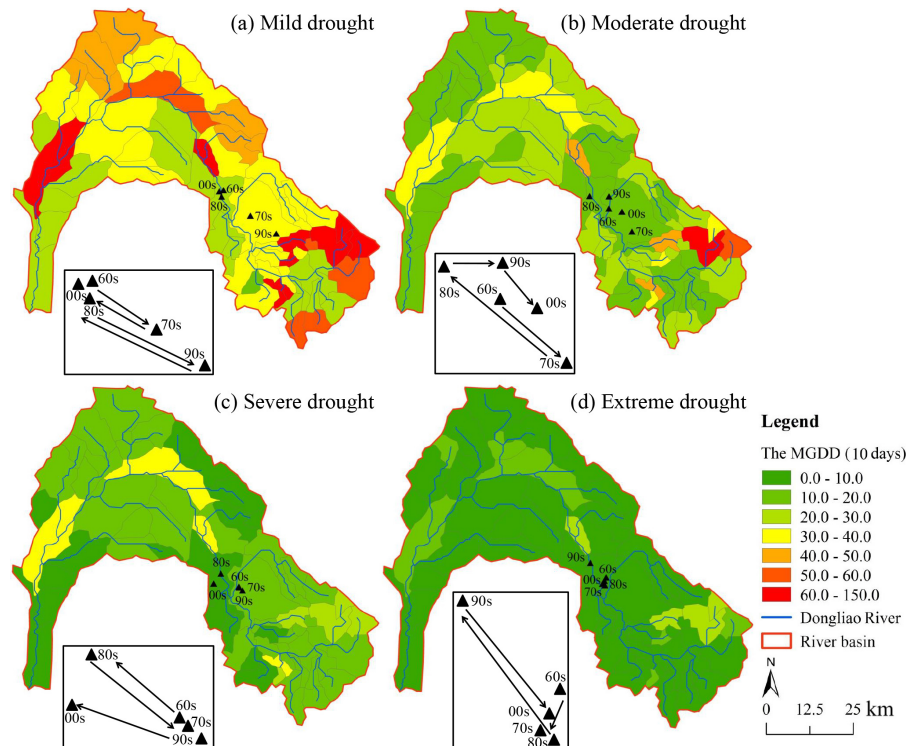 (a) Mild drought
00s
60s
80s
70s
90s
60s
00s
80s
70s
90s
(b) Moderate drought
80s
90s
60s
00s
70s
90s
80s
60s
00s
70s
(c) Severe drought
80s
00s
60s
70s
90s
80s
00s
60s
70s
90s
(d) Extreme drought
90s
60s
00s
80s
70s
90s
60s
00s
70s
80s
Legend
The MGDD (10 days)
0.0 - 10.0
10.0 - 20.0
20.0 - 30.0
30.0 - 40.0
40.0 - 50.0
50.0 - 60.0
60.0 - 150.0
Dongliao River
River basin
N
0 12.5 25 km